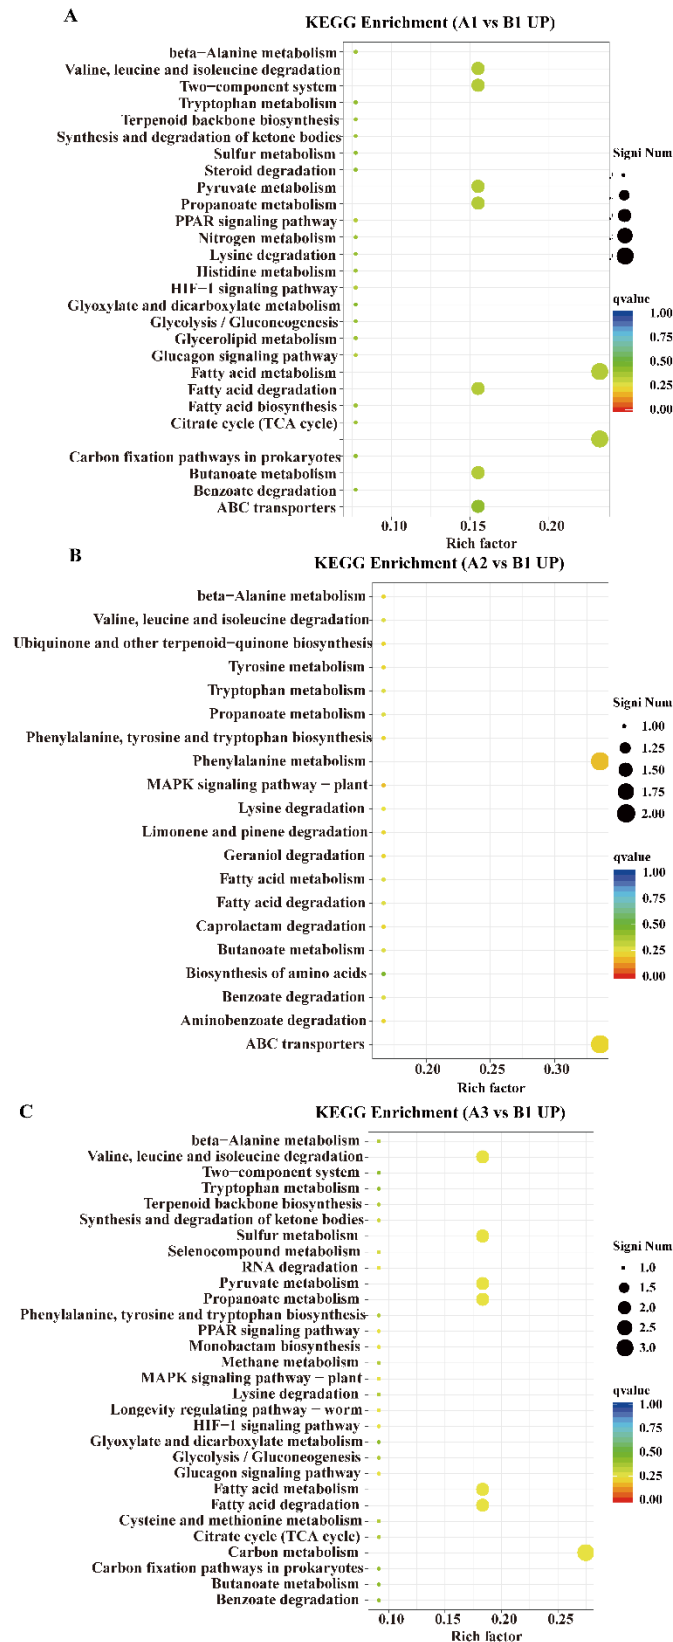 A
KEGG Enrichment (A1 vs B1 UP)
beta−Alanine metabolism
Valine, leucine and isoleucine degradation
Two−component system
Tryptophan metabolism
Terpenoid backbone biosynthesis
Synthesis and degradation of ketone bodies
Sulfur metabolism
Steroid degradation
Pyruvate metabolism
Propanoate metabolism
PPAR signaling pathway
Nitrogen metabolism
Lysine degradation
Histidine metabolism
HIF−1 signaling pathway
Glyoxylate and dicarboxylate metabolism
Glycolysis / Gluconeogenesis
Glycerolipid metabolism
Glucagon signaling pathway
Fatty acid metabolism
Fatty acid degradation
Fatty acid biosynthesis
Citrate cycle (TCA cycle)
Carbon fixation pathways in prokaryotes
Butanoate metabolism
Benzoate degradation
ABC transporters
0.10 0.15 0.20
Rich factor
Signi Num
qvalue
1.00
0.75
0.50
0.25
0.00
B
KEGG Enrichment (A2 vs B1 UP)
beta−Alanine metabolism
Valine, leucine and isoleucine degradation
Ubiquinone and other terpenoid−quinone biosynthesis
Tyrosine metabolism
Tryptophan metabolism
Propanoate metabolism
Phenylalanine, tyrosine and tryptophan biosynthesis
Phenylalanine metabolism
MAPK signaling pathway − plant
Lysine degradation
Limonene and pinene degradation
Geraniol degradation
Fatty acid metabolism
Fatty acid degradation
Caprolactam degradation
Butanoate metabolism
Biosynthesis of amino acids
Benzoate degradation
Aminobenzoate degradation
ABC transporters
0.20 0.25 0.30
Rich factor
Signi Num
1.00
1.25
1.50
1.75
2.00
qvalue
1.00
0.75
0.50
0.25
0.00
C
KEGG Enrichment (A3 vs B1 UP)
beta−Alanine metabolism
Valine, leucine and isoleucine degradation
Two−component system
Tryptophan metabolism
Terpenoid backbone biosynthesis
Synthesis and degradation of ketone bodies
Sulfur metabolism
Selenocompound metabolism
RNA degradation
Pyruvate metabolism
Propanoate metabolism
Phenylalanine, tyrosine and tryptophan biosynthesis
PPAR signaling pathway
Monobactam biosynthesis
Methane metabolism
MAPK signaling pathway − plant
Lysine degradation
Longevity regulating pathway − worm
HIF−1 signaling pathway
Glyoxylate and dicarboxylate metabolism
Glycolysis / Gluconeogenesis
Glucagon signaling pathway
Fatty acid metabolism
Fatty acid degradation
Cysteine and methionine metabolism
Citrate cycle (TCA cycle)
Carbon metabolism
Carbon fixation pathways in prokaryotes
Butanoate metabolism
Benzoate degradation
0.10 0.15 0.20 0.25
Rich factor
Signi Num
1.0
1.5
2.0
2.5
3.0
qvalue
1.00
0.75
0.50
0.25
0.00